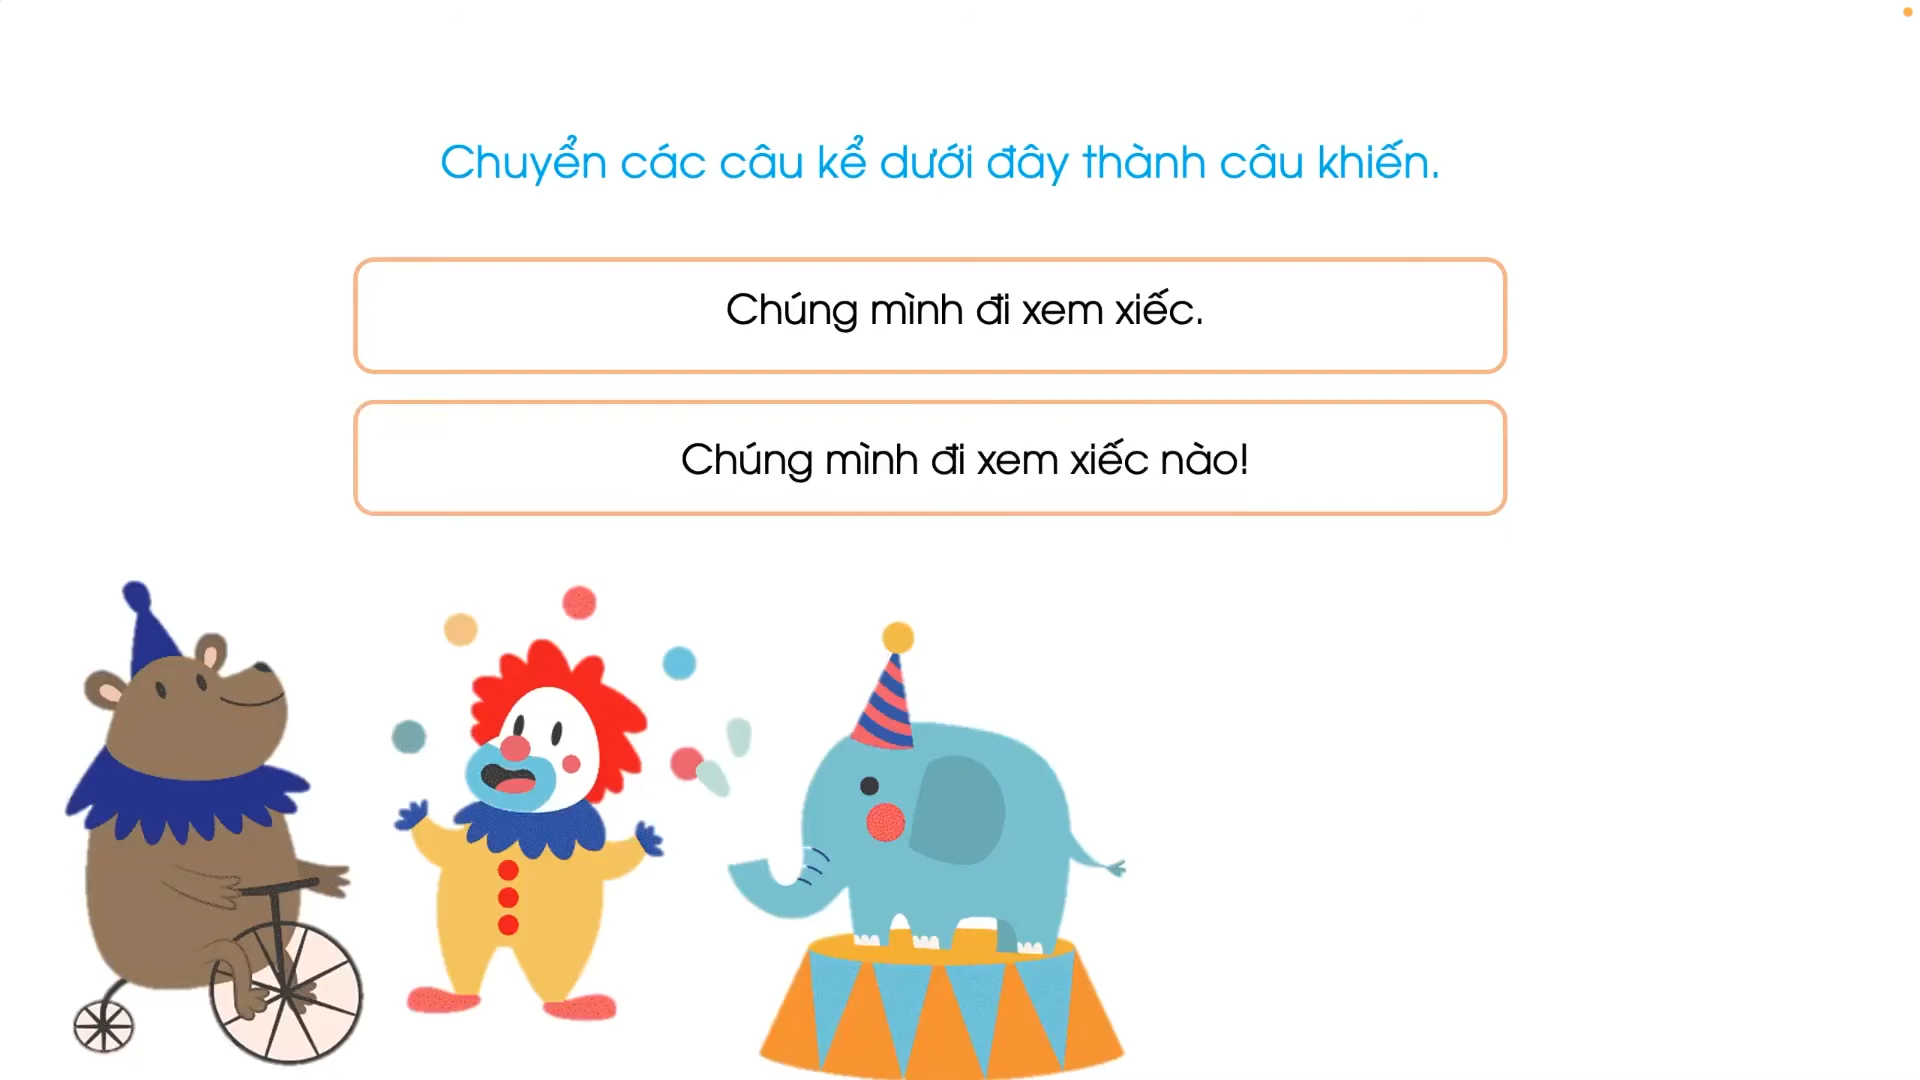 Chuyển các câu kể dưới đây thành câu khiến.
Chúng mình đi xem xiếc.
Chúng mình đi xem xiếc nào!